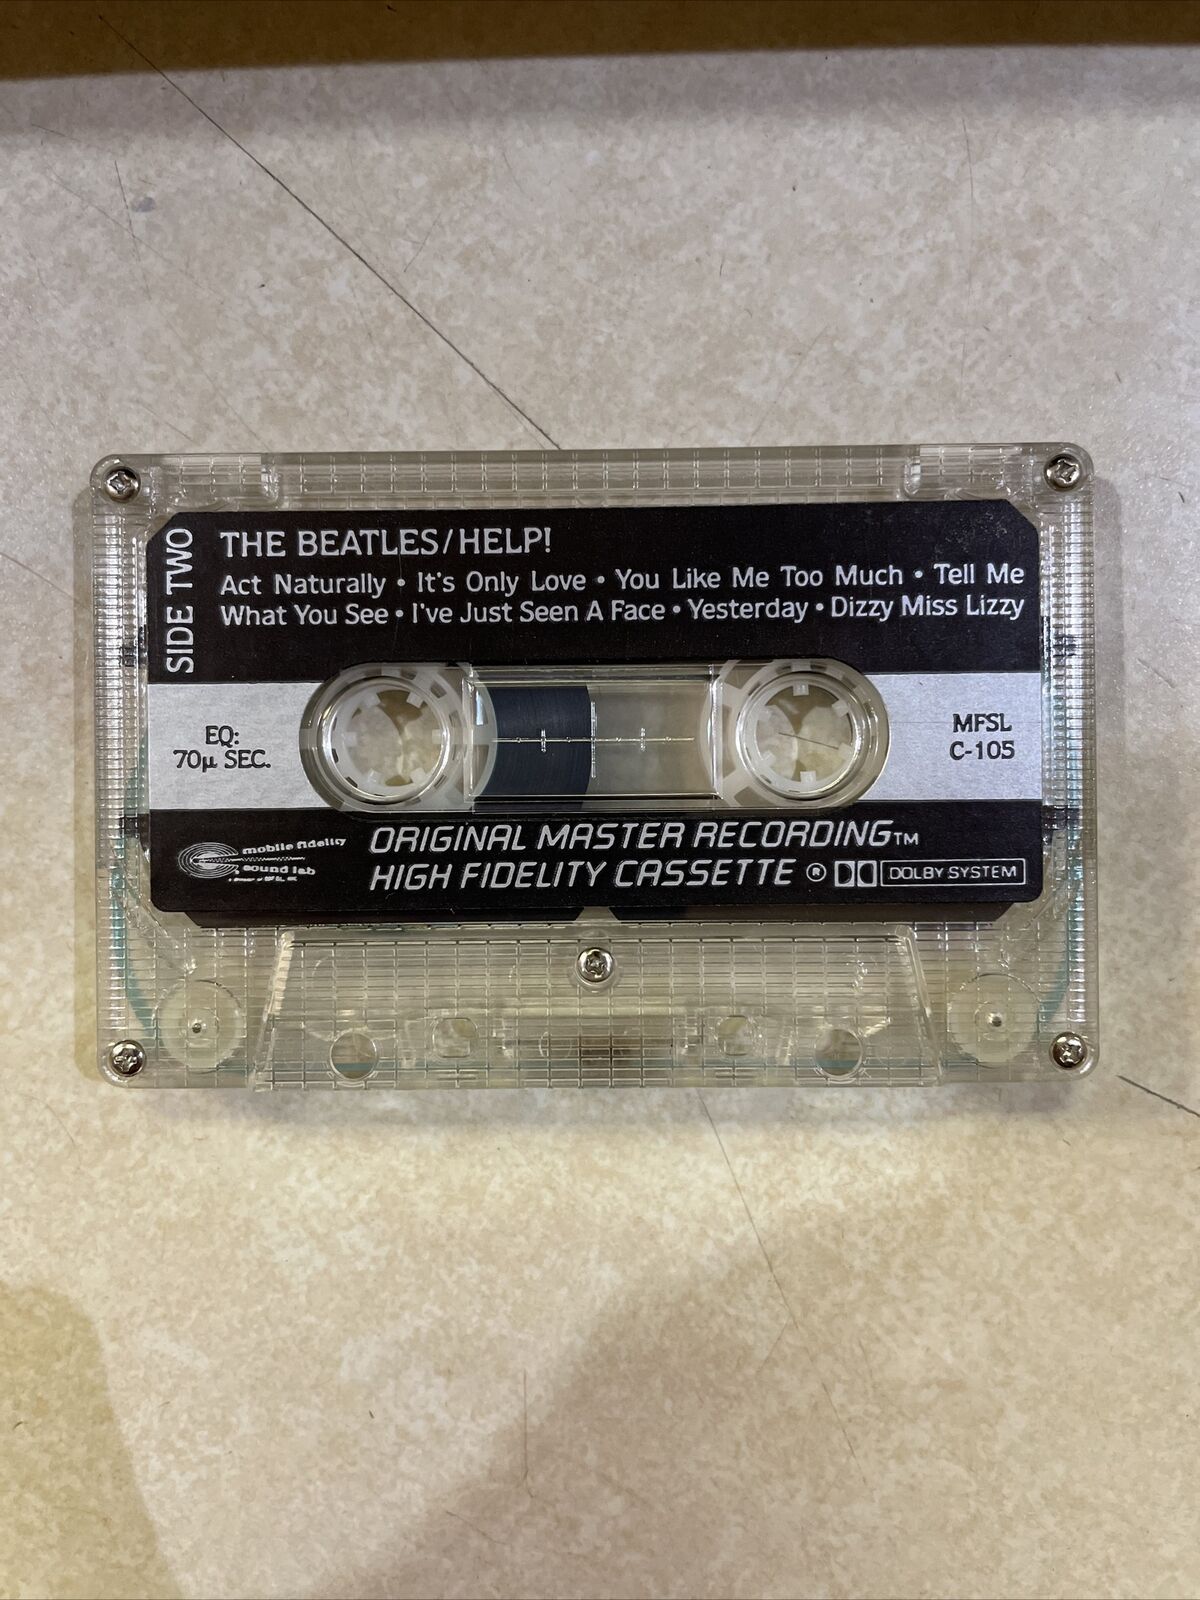 SIDE TWO
THE BEATLES/HELP!
Act Naturally • It's Only Love • You Like Me Too Much • Tell Me
What You See • I've Just Seen A Face • Yesterday • Dizzy Miss Lizzy
EQ:
70µ SEC.
MFSL
C-105
mobile fidelity
sound lab
ORIGINAL MASTER RECORDING™
HIGH FIDELITY CASSETTE ® DOLBY SYSTEM